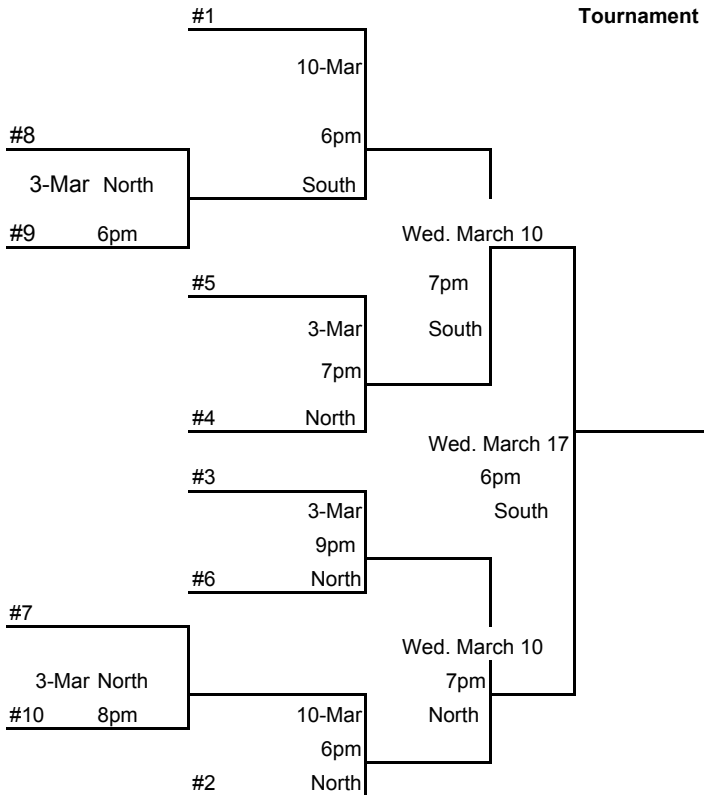 #1 Tournament
10-Mar
#8 6pm
3-Mar North South
#9 6pm Wed. March 10
#5 7pm
3-Mar South
7pm
#4 North
Wed. March 17
#3 6pm
3-Mar South
9pm
#6 North
#7
Wed. March 10
3-Mar North 7pm
#10 8pm 10-Mar North
6pm
#2 North